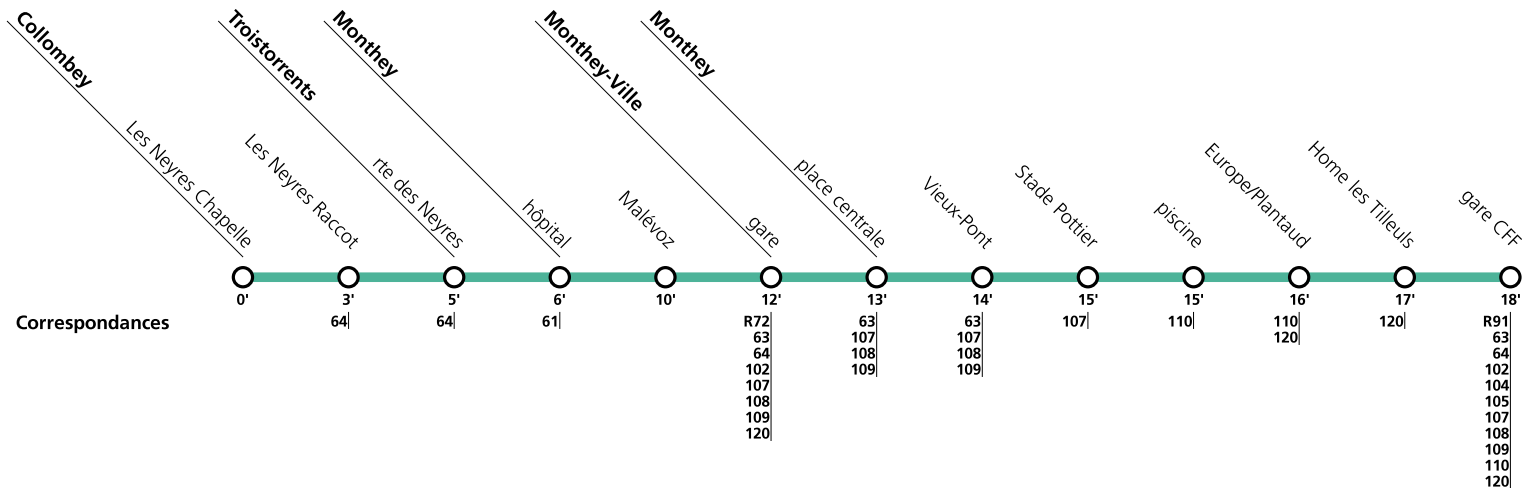 Collombey
Les Neyres Chapelle
Les Neyres Raccot
Troistorrents
rte des Neyres
Monthey
hôpital
Malévoz
Monthey-Ville
gare
Monthey
place centrale
Vieux-Pont
Stade Pottier
piscine
Europe/Plantaud
Home les Tilleuls
gare CFF
0' 3' 5' 6' 10' 12' 13' 14' 15' 15' 16' 17' 18'
Correspondances 64 64 61 R72 63 63 107 110 110 120 R91
63 107 107 120 63
64 108 108 64
102 109 109 102
107 104
108 105
109 107
120 108
109
110
120